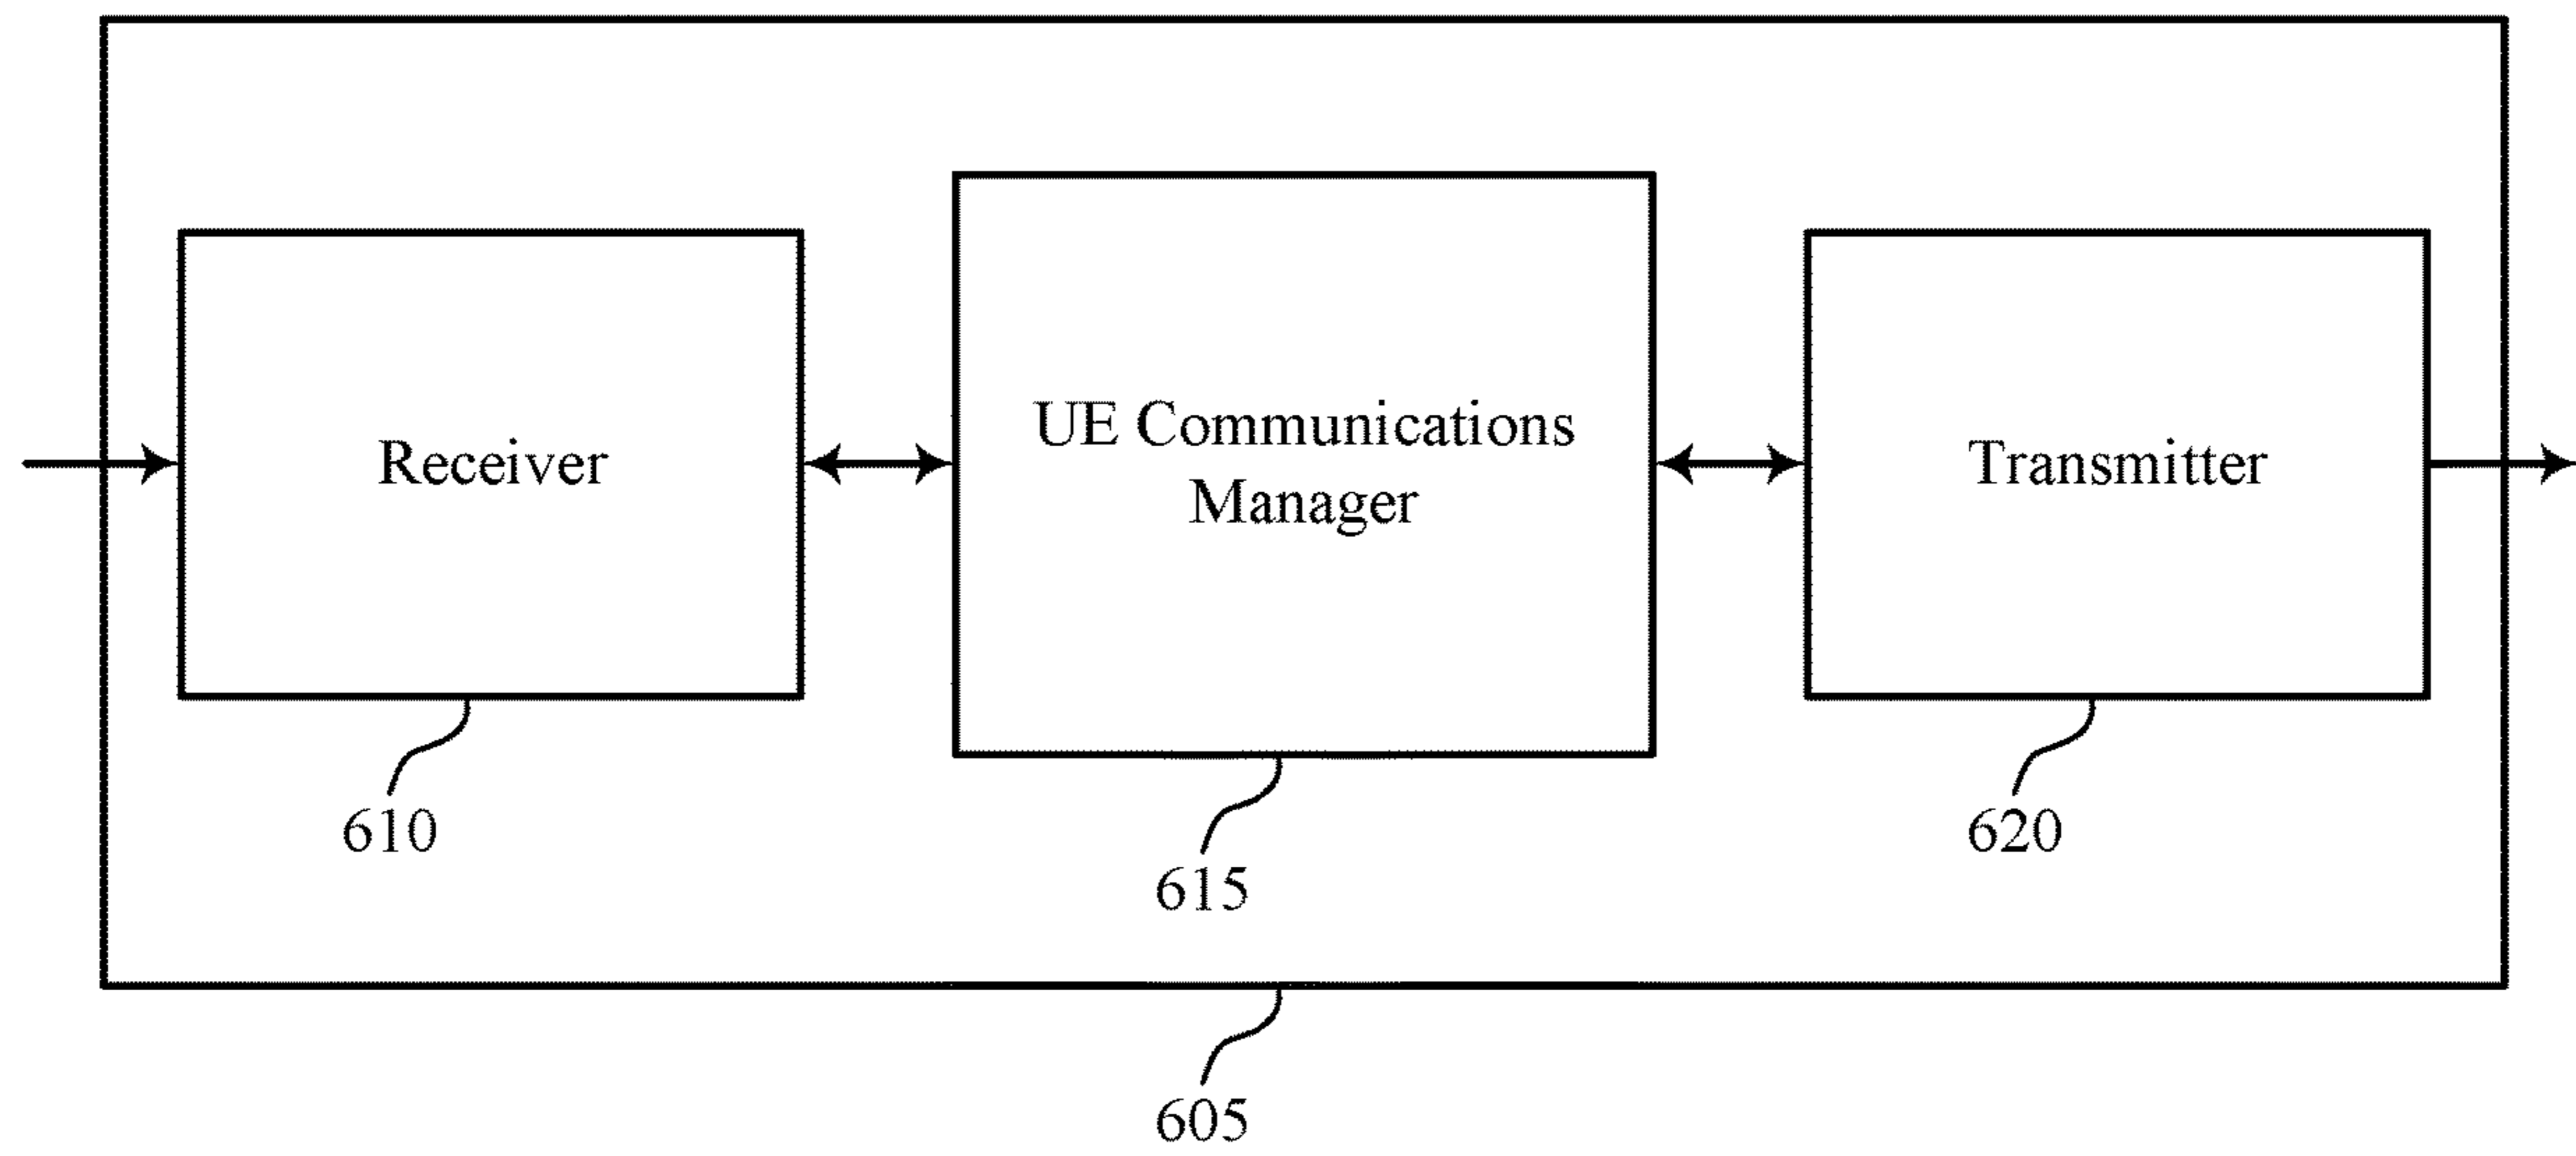 Receiver
UE Communications
Manager
Transmitter
610
615
620
605